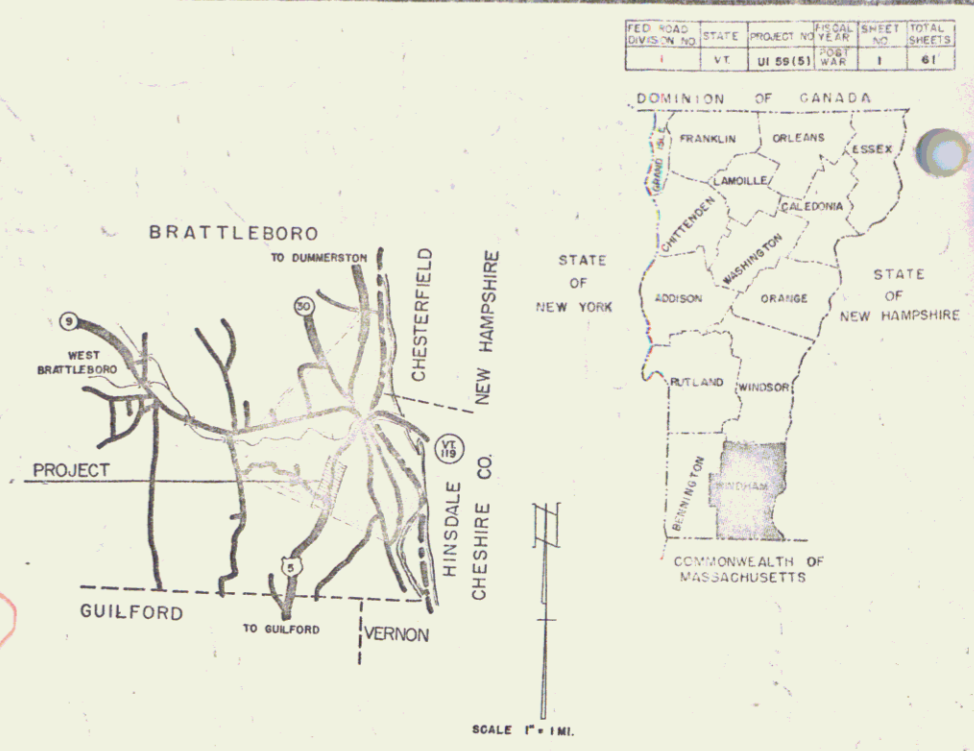 FED. ROAD DIVISION NO. STATE PROJECT NO. FISCAL YEAR SHEET NO. TOTAL SHEETS
1 VT. UI 59(5) POST WAR 1 61
DOMINION OF CANADA
GRAND ISLE
FRANKLIN
ORLEANS
ESSEX
LAMOILLE
CALEDONIA
CHITTENDEN
WASHINGTON
ADDISON
ORANGE
RUTLAND
WINDSOR
BENNINGTON
WINDHAM
STATE
OF
NEW YORK
STATE
OF
NEW HAMPSHIRE
COMMONWEALTH OF
MASSACHUSETTS
BRATTLEBORO
TO DUMMERSTON
CHESTERFIELD
NEW HAMPSHIRE
30
9
WEST
BRATTLEBORO
VT.
119
PROJECT
HINSDALE
CHESHIRE CO.
5
GUILFORD
TO GUILFORD
VERNON
SCALE 1" = 1 MI.